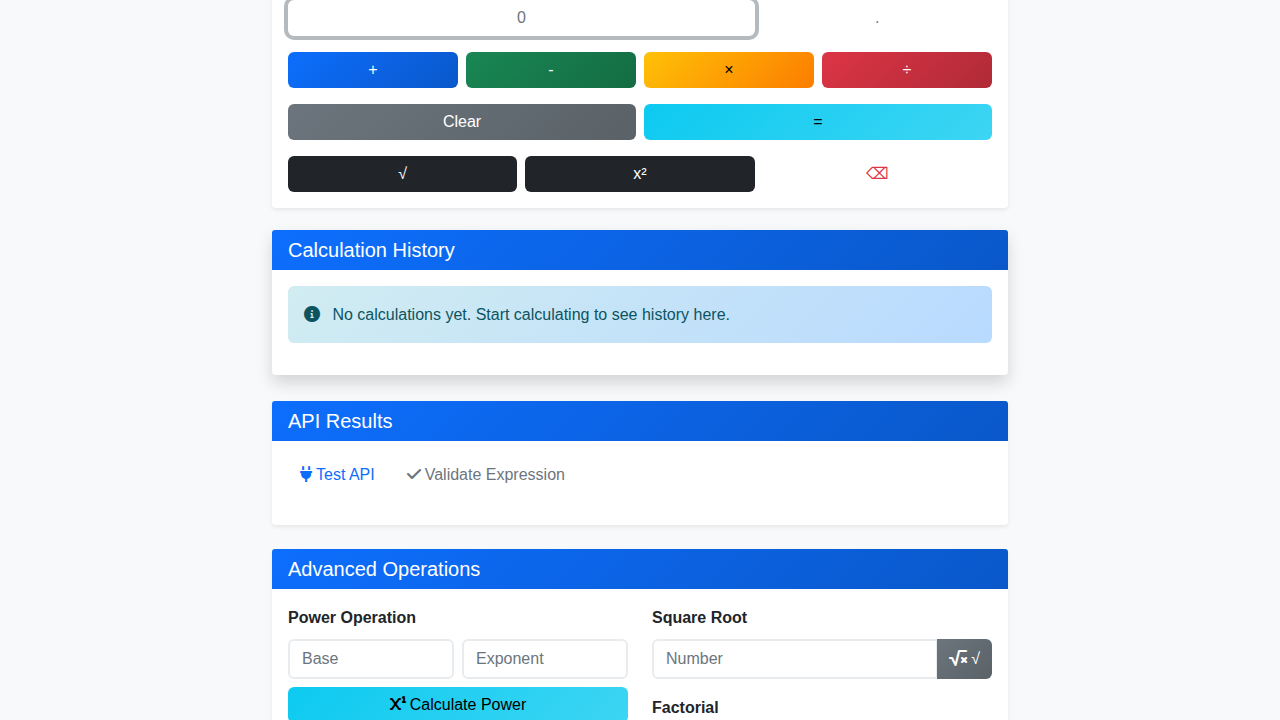 0 .
+ - × ÷
Clear =
√ x² ⌫
Calculation History
No calculations yet. Start calculating to see history here.
API Results
Test API Validate Expression
Advanced Operations
Power Operation Square Root
Base Exponent Number √
Calculate Power
Factorial